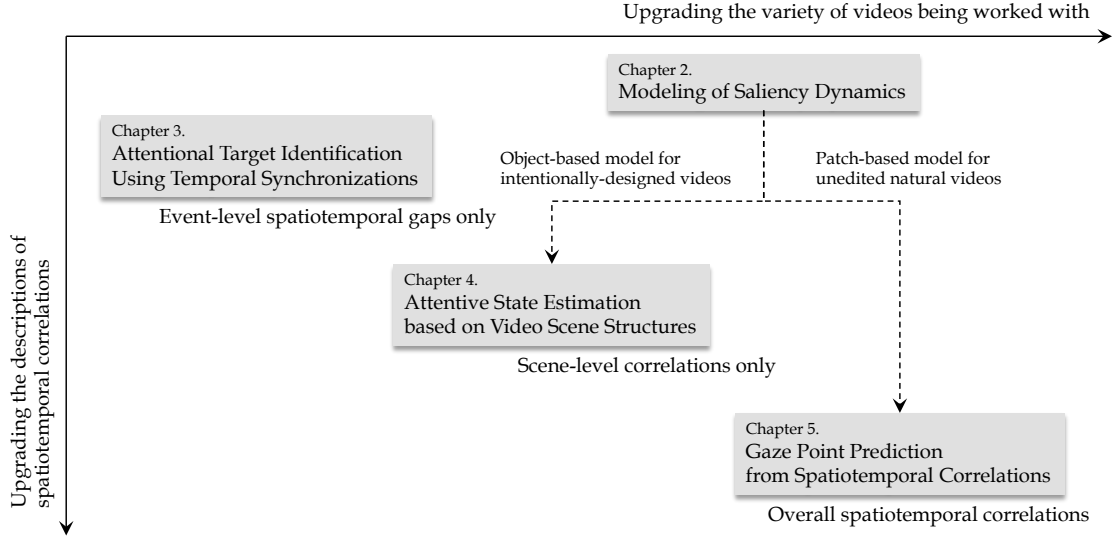 Upgrading the variety of videos being worked with
Chapter 2.
Modeling of Saliency Dynamics
Chapter 3.
Attentional Target Identification
Using Temporal Synchronizations
Object-based model for
intentionally-designed videos
Patch-based model for
unedited natural videos
Event-level spatiotemporal gaps only
Upgrading the descriptions of
spatiotemporal correlations
Chapter 4.
Attentive State Estimation
based on Video Scene Structures
Scene-level correlations only
Chapter 5.
Gaze Point Prediction
from Spatiotemporal Correlations
Overall spatiotemporal correlations